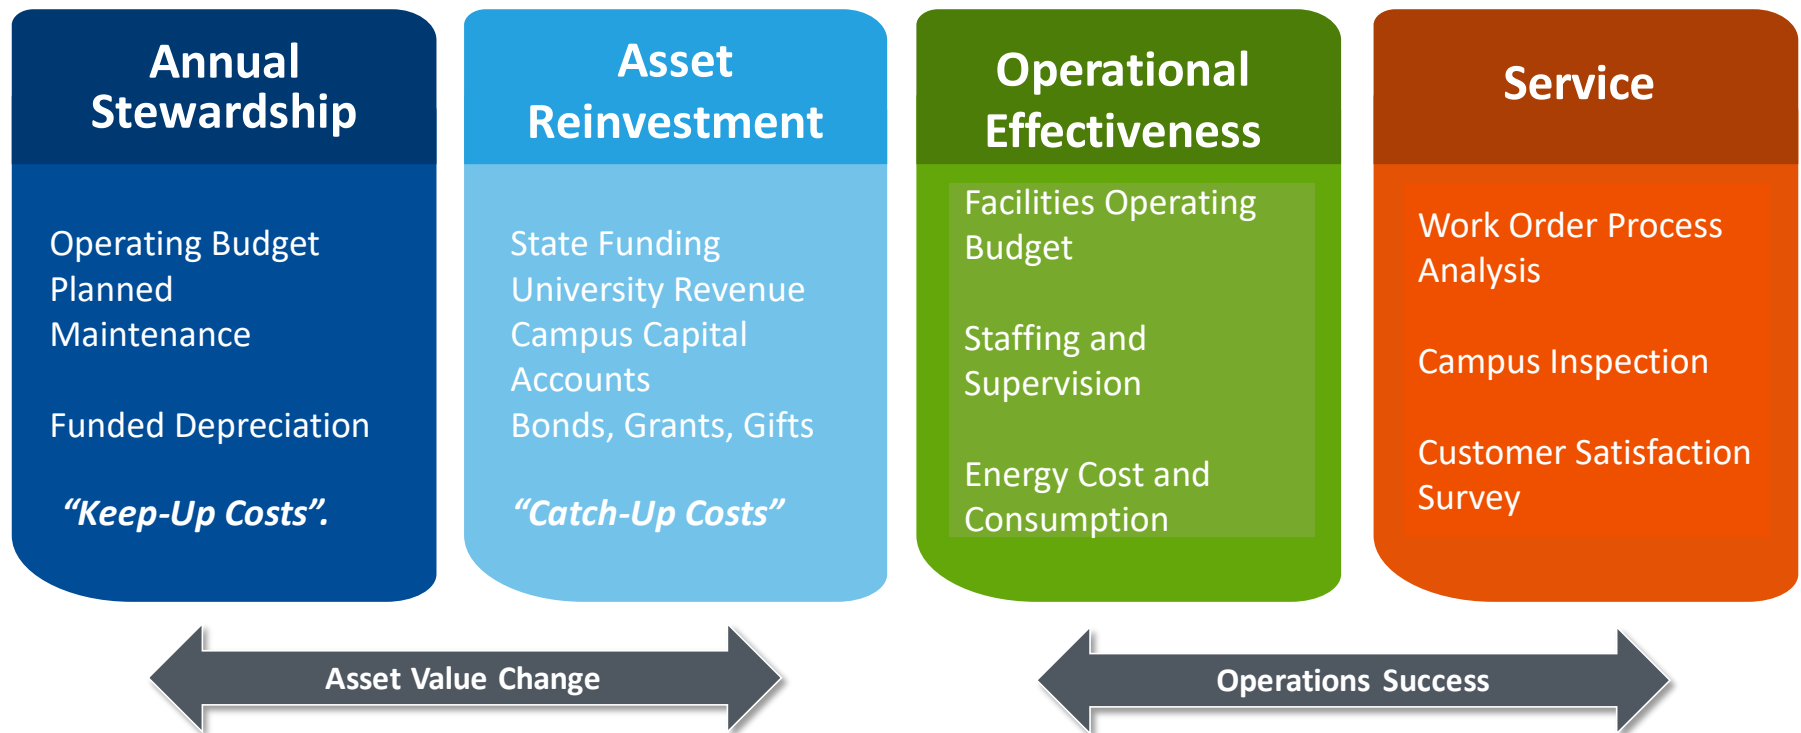 Annual
Stewardship
Operating Budget
Planned
Maintenance
Funded Depreciation
“Keep-Up Costs”.
Asset
Reinvestment
State Funding
University Revenue
Campus Capital
Accounts
Bonds, Grants, Gifts
“Catch-Up Costs”
Operational
Effectiveness
Facilities Operating
Budget
Staffing and
Supervision
Energy Cost and
Consumption
Service
Work Order Process
Analysis
Campus Inspection
Customer Satisfaction
Survey
Asset Value Change
Operations Success